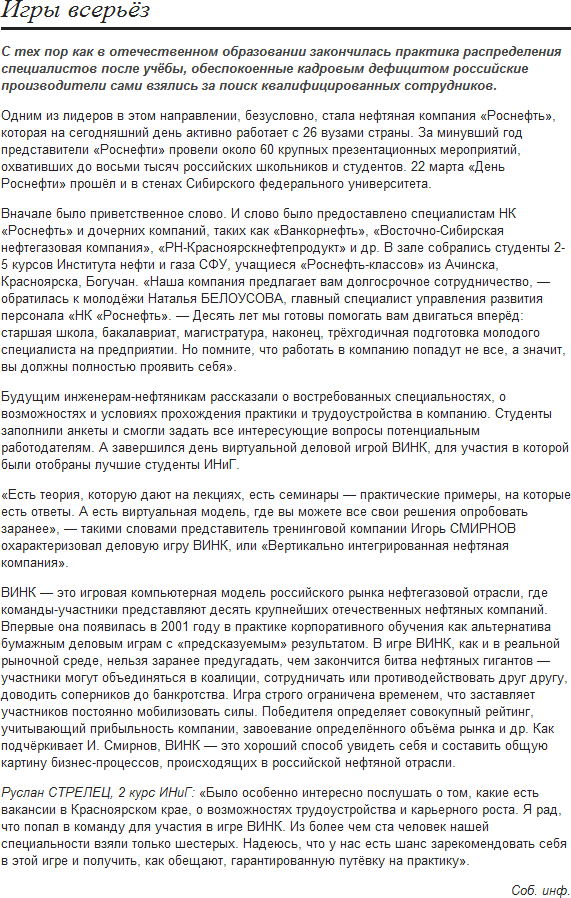 Игры всерьёз
С тех пор как в отечественном образовании закончилась практика распределения
специалистов после учёбы, обеспокоенные кадровым дефицитом российские
производители сами взялись за поиск квалифицированных сотрудников.
Одним из лидеров в этом направлении, безусловно, стала нефтяная компания «Роснефть»,
которая на сегодняшний день активно работает с 26 вузами страны. За минувший год
представители «Роснефти» провели около 60 крупных презентационных мероприятий,
охвативших до восьми тысяч российских школьников и студентов. 22 марта «День
Роснефти» прошёл и в стенах Сибирского федерального университета.
Вначале было приветственное слово. И слово было предоставлено специалистам НК
«Роснефть» и дочерних компаний, таких как «Ванкорнефть», «Восточно-Сибирская
нефтегазовая компания», «РН-Красноярскнефтепродукт» и др. В зале собрались студенты 2-
5 курсов Института нефти и газа СФУ, учащиеся «Роснефть-классов» из Ачинска,
Красноярска, Богучан. «Наша компания предлагает вам долгосрочное сотрудничество, —
обратилась к молодёжи Наталья БЕЛОУСОВА, главный специалист управления развития
персонала «НК «Роснефть». — Десять лет мы готовы помогать вам двигаться вперёд:
старшая школа, бакалавриат, магистратура, наконец, трёхгодичная подготовка молодого
специалиста на предприятии. Но помните, что работать в компанию попадут не все, а значит,
вы должны полностью проявить себя».
Будущим инженерам-нефтяникам рассказали о востребованных специальностях, о
возможностях и условиях прохождения практики и трудоустройства в компанию. Студенты
заполнили анкеты и смогли задать все интересующие вопросы потенциальным
работодателям. А завершился день виртуальной деловой игрой ВИНК, для участия в которой
были отобраны лучшие студенты ИНиГ.
«Есть теория, которую дают на лекциях, есть семинары — практические примеры, на которые
есть ответы. А есть виртуальная модель, где вы можете все свои решения опробовать
заранее», — такими словами представитель тренинговой компании Игорь СМИРНОВ
охарактеризовал деловую игру ВИНК, или «Вертикально интегрированная нефтяная
компания».
ВИНК — это игровая компьютерная модель российского рынка нефтегазовой отрасли, где
команды-участники представляют десять крупнейших отечественных нефтяных компаний.
Впервые она появилась в 2001 году в практике корпоративного обучения как альтернатива
бумажным деловым играм с «предсказуемым» результатом. В игре ВИНК, как и в реальной
рыночной среде, нельзя заранее предугадать, чем закончится битва нефтяных гигантов —
участники могут объединяться в коалиции, сотрудничать или противодействовать друг другу,
доводить соперников до банкротства. Игра строго ограничена временем, что заставляет
участников постоянно мобилизовать силы. Победителя определяет совокупный рейтинг,
учитывающий прибыльность компании, завоевание определённого объёма рынка и др. Как
подчёркивает И. Смирнов, ВИНК — это хороший способ увидеть себя и составить общую
картину бизнес-процессов, происходящих в российской нефтяной отрасли.
Руслан СТРЕЛЕЦ, 2 курс ИНиГ: «Было особенно интересно послушать о том, какие есть
вакансии в Красноярском крае, о возможностях трудоустройства и карьерного роста. Я рад,
что попал в команду для участия в игре ВИНК. Из более чем ста человек нашей
специальности взяли только шестерых. Надеюсь, что у нас есть шанс зарекомендовать себя
в этой игре и получить, как обещают, гарантированную путёвку на практику».
Соб. инф.